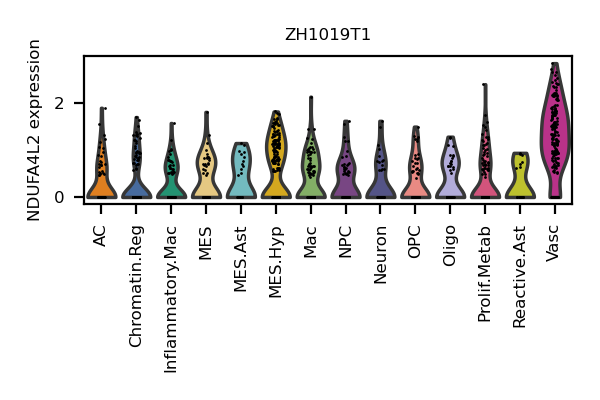 ZH1019T1
NDUFA4L2 expression
2
0
AC
Chromatin.Reg
Inflammatory.Mac
MES
MES.Ast
MES.Hyp
Mac
NPC
Neuron
OPC
Oligo
Prolif.Metab
Reactive.Ast
Vasc